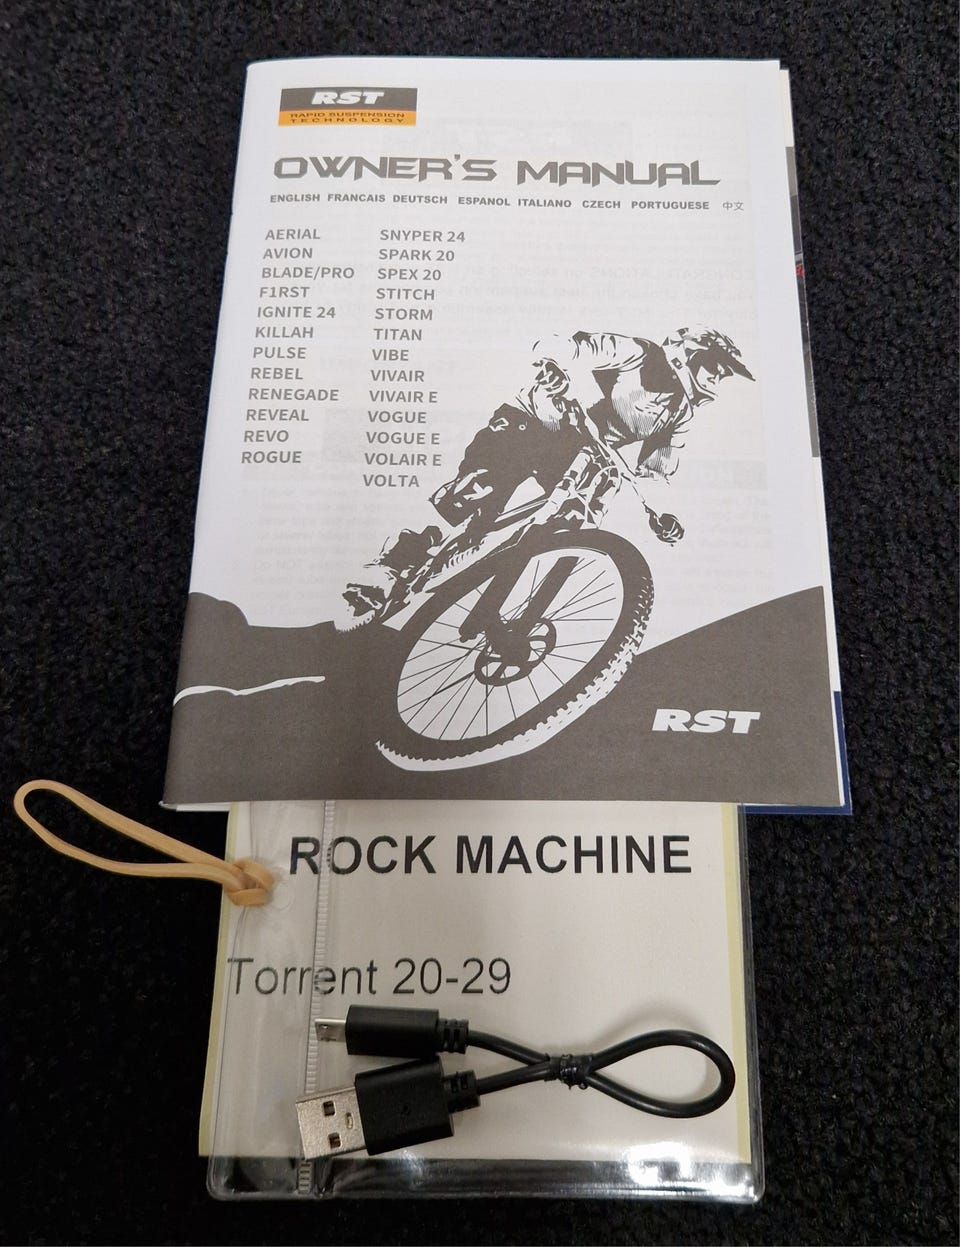 RST
RAPID SUSPENSION
TECHNOLOGY
OWNER'S MANUAL
ENGLISH FRANCAIS DEUTSCH ESPANOL ITALIANO CZECH PORTUGUESE 中文
AERIAL
AVION
BLADE/PRO
F1RST
IGNITE 24
KILLAH
PULSE
REBEL
RENEGADE
REVEAL
REVO
ROGUE
SNYPER 24
SPARK 20
SPEX 20
STITCH
STORM
TITAN
VIBE
VIVAIR
VIVAIR E
VOGUE
VOGUE E
VOLAIR E
VOLTA
RST
ROCK MACHINE
Torrent 20-29